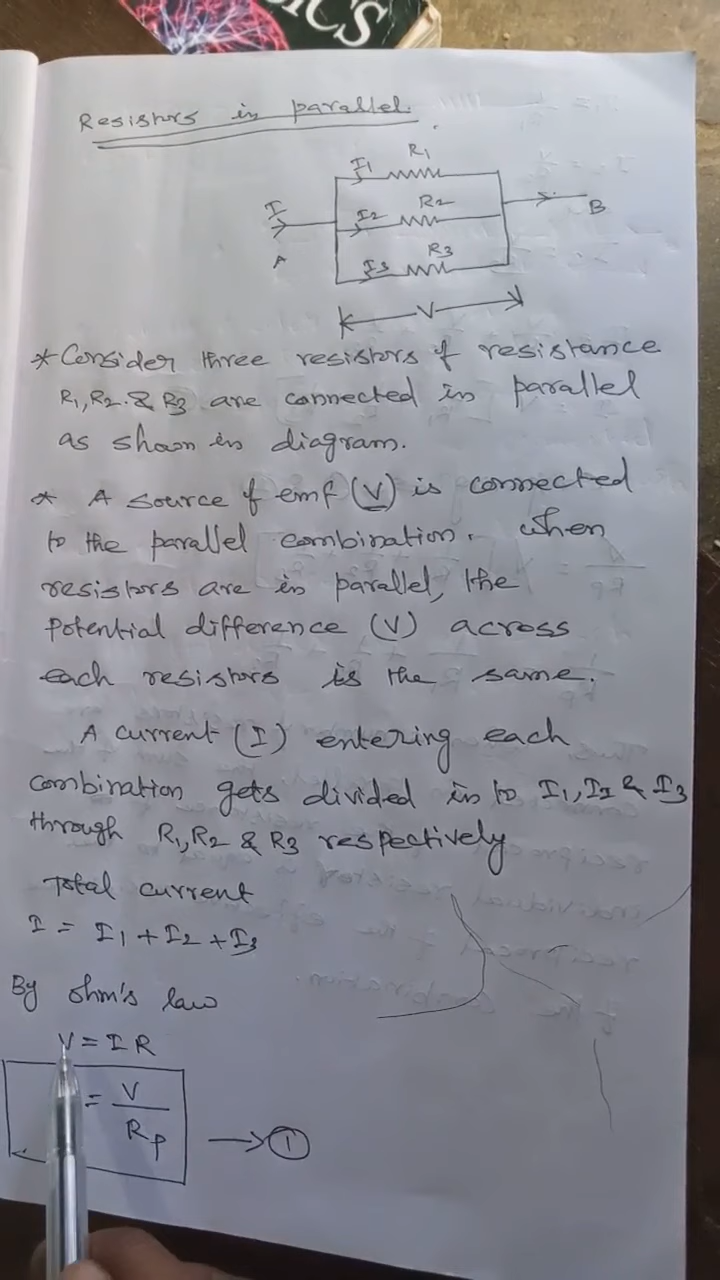 ICS
Resistors in parallel.
I1 R1
I I2 R2 B
A I3 R3
V
* Consider three resistors of resistance
R1, R2. & R3 are connected in parallel
as shown in diagram.
* A source of emf (V) is connected
to the parallel combination. when
resistors are in parallel, the
potential difference (V) across
each resistors is the same.
A current (I) entering each
combination gets divided in to I1, I2 & I3
through R1, R2 & R3 respectively
Total current
I = I1 + I2 + I3
By ohm's law
V = I R
= V
Rp → 1